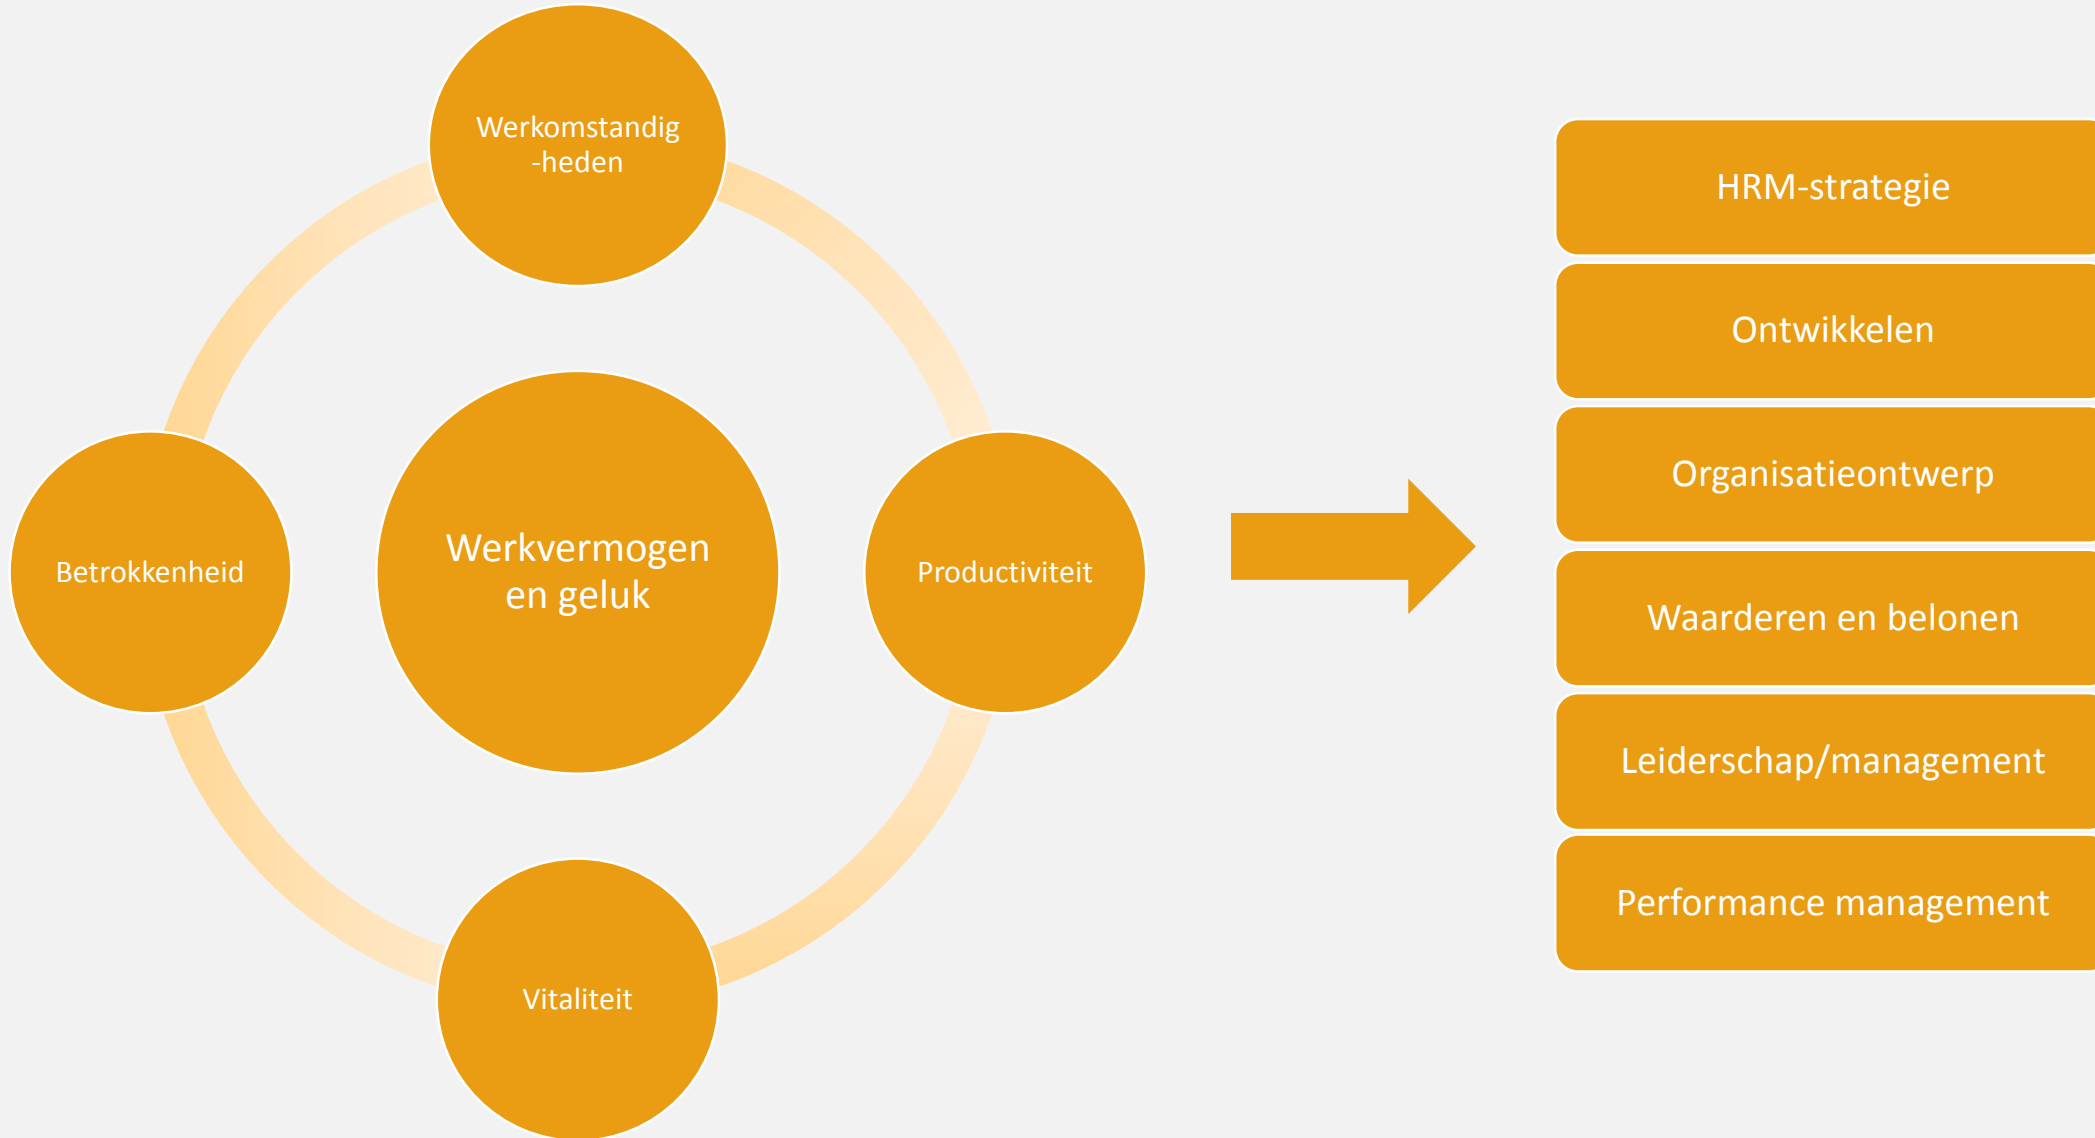 Werkomstandig
-heden
Betrokkenheid
Werkvermogen
en geluk
Productiviteit
Vitaliteit
HRM-strategie
Ontwikkelen
Organisatieontwerp
Waarderen en belonen
Leiderschap/management
Performance management